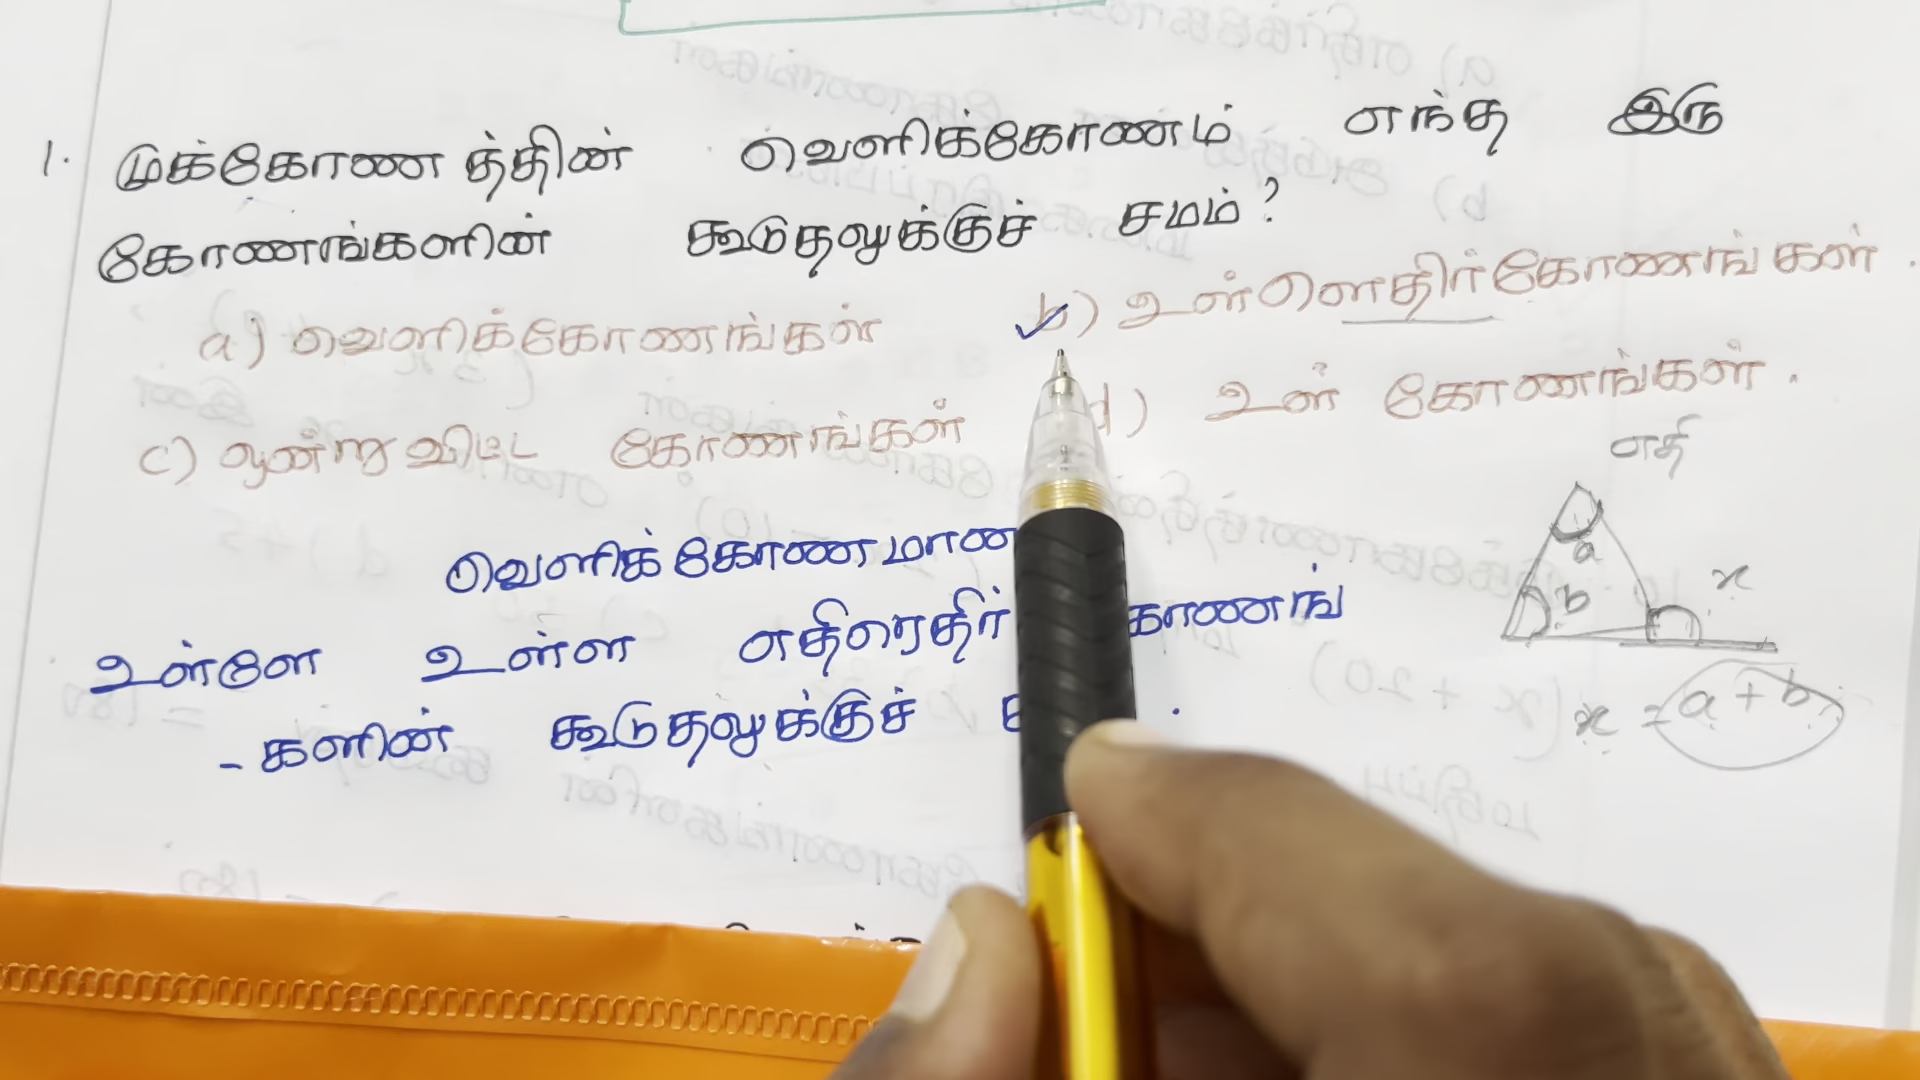 1. முக்கோணத்தின் வெளிக்கோணம் எந்த இரு
கோணங்களின் கூடுதலுக்குச் சமம்?
a) வெளிக்கோணங்கள் b) உள்ளெதிர்கோணங்கள்.
c) ஒன்றுவிட்ட கோணங்கள் d) உள் கோணங்கள்.
எதி
a
b x
வெளிக்கோணமான
உள்ளே உள்ள எதிரெதிர்
-களின் கூடுதலுக்குச்
x = a + b